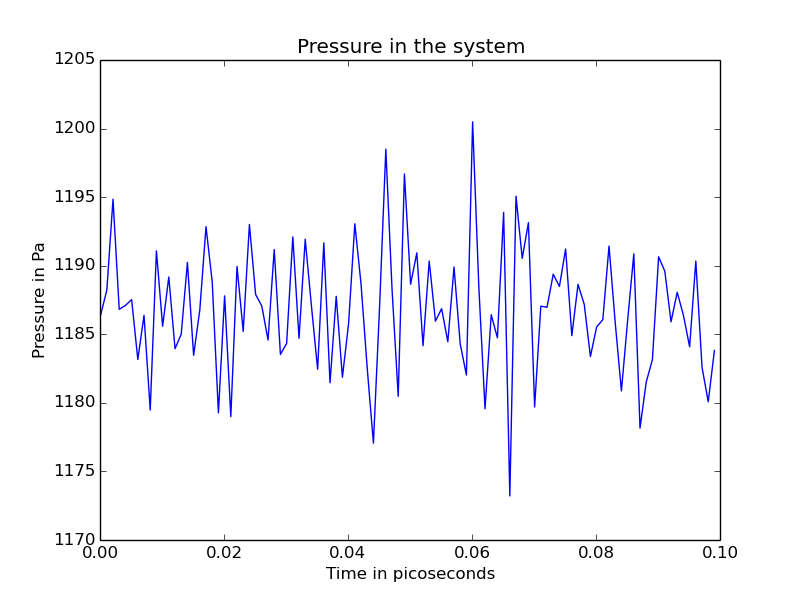 Pressure in the system
1205
1200
1195
1190
1185
1180
1175
1170
Pressure in Pa
0.00 0.02 0.04 0.06 0.08 0.10
Time in picoseconds